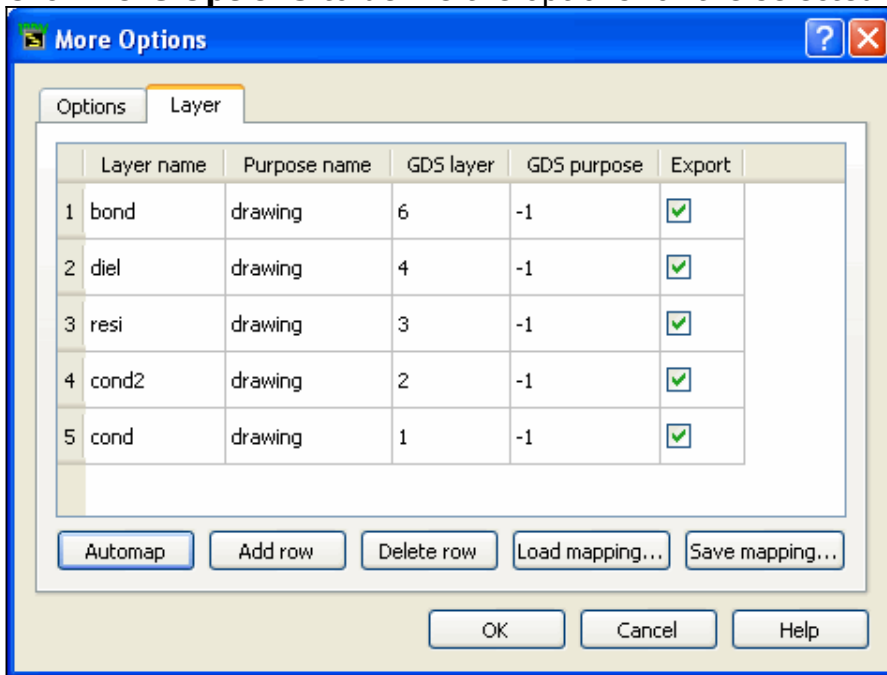 More Options
Options Layer
Layer name Purpose name GDS layer GDS purpose Export
1 bond drawing 6 -1
2 diel drawing 4 -1
3 resi drawing 3 -1
4 cond2 drawing 2 -1
5 cond drawing 1 -1
Automap Add row Delete row Load mapping... Save mapping...
OK Cancel Help